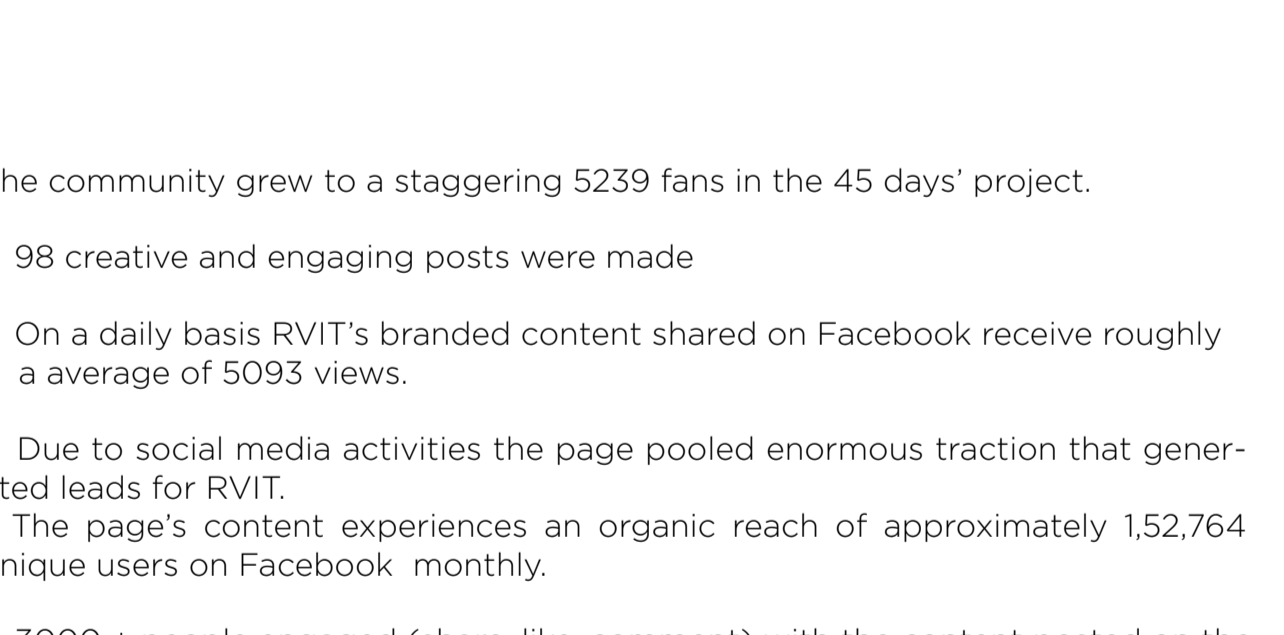 he community grew to a staggering 5239 fans in the 45 days’ project.
98 creative and engaging posts were made
On a daily basis RVIT’s branded content shared on Facebook receive roughly
a average of 5093 views.
Due to social media activities the page pooled enormous traction that gener-
ted leads for RVIT.
The page’s content experiences an organic reach of approximately 1,52,764
nique users on Facebook monthly.